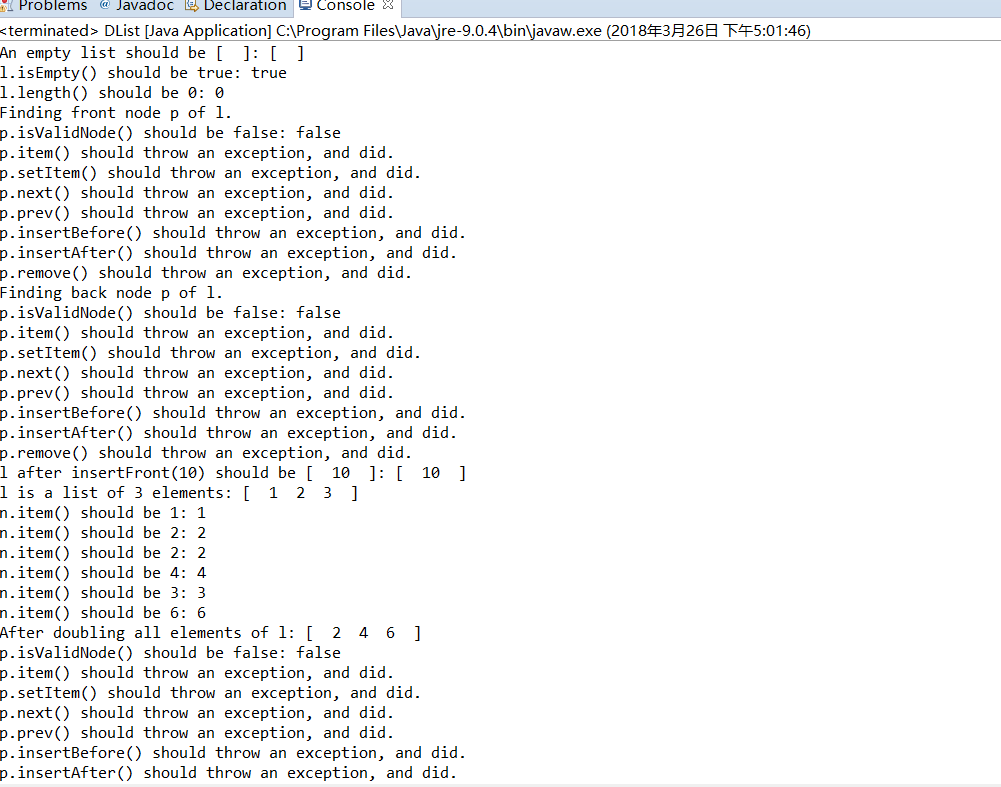 Problems @ Javadoc Declaration Console
<terminated> DList [Java Application] C:\Program Files\Java\jre-9.0.4\bin\javaw.exe (2018年3月26日 下午5:01:46)
An empty list should be [  ]: [  ]
l.isEmpty() should be true: true
l.length() should be 0: 0
Finding front node p of l.
p.isValidNode() should be false: false
p.item() should throw an exception, and did.
p.setItem() should throw an exception, and did.
p.next() should throw an exception, and did.
p.prev() should throw an exception, and did.
p.insertBefore() should throw an exception, and did.
p.insertAfter() should throw an exception, and did.
p.remove() should throw an exception, and did.
Finding back node p of l.
p.isValidNode() should be false: false
p.item() should throw an exception, and did.
p.setItem() should throw an exception, and did.
p.next() should throw an exception, and did.
p.prev() should throw an exception, and did.
p.insertBefore() should throw an exception, and did.
p.insertAfter() should throw an exception, and did.
p.remove() should throw an exception, and did.
l after insertFront(10) should be [  10  ]: [  10  ]
l is a list of 3 elements: [  1  2  3  ]
n.item() should be 1: 1
n.item() should be 2: 2
n.item() should be 2: 2
n.item() should be 4: 4
n.item() should be 3: 3
n.item() should be 6: 6
After doubling all elements of l: [  2  4  6  ]
p.isValidNode() should be false: false
p.item() should throw an exception, and did.
p.setItem() should throw an exception, and did.
p.next() should throw an exception, and did.
p.prev() should throw an exception, and did.
p.insertBefore() should throw an exception, and did.
p.insertAfter() should throw an exception, and did.